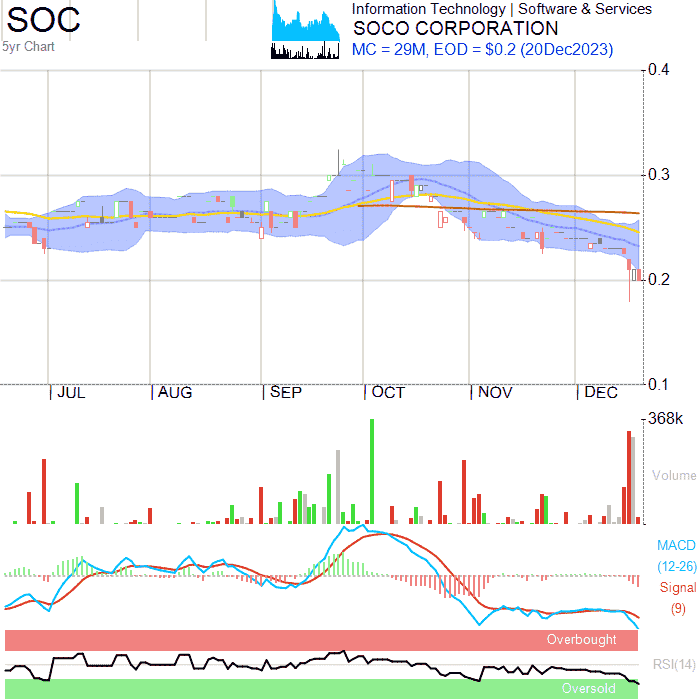 SOC
Information Technology | Software & Services
SOCO CORPORATION
5yr Chart
MC = 29M, EOD = $0.2 (20Dec2023)
0.4
0.3
0.2
0.1
JUL AUG SEP OCT NOV DEC
368k
Volume
MACD
(12-26)
Signal
(9)
Overbought
RSI(14)
Oversold